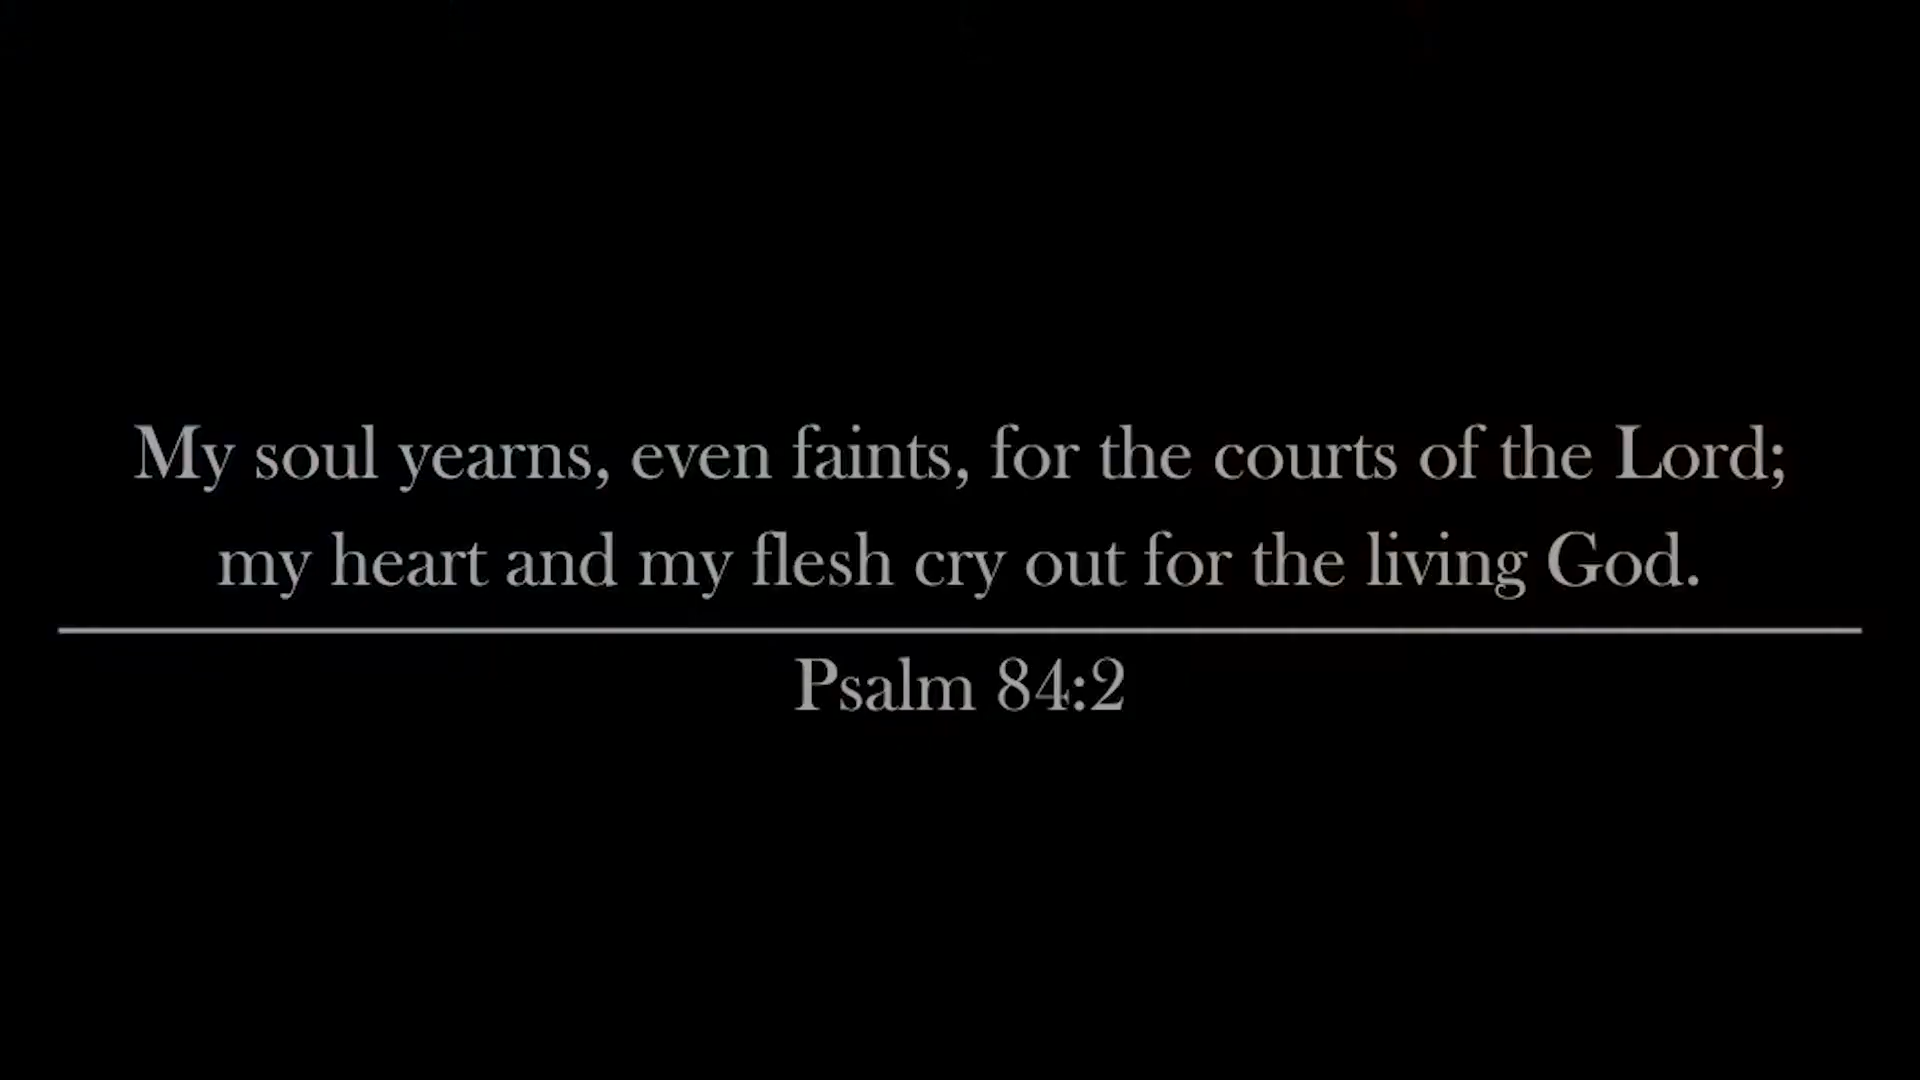 My soul yearns, even faints, for the courts of the Lord;
my heart and my flesh cry out for the living God.
Psalm 84:2